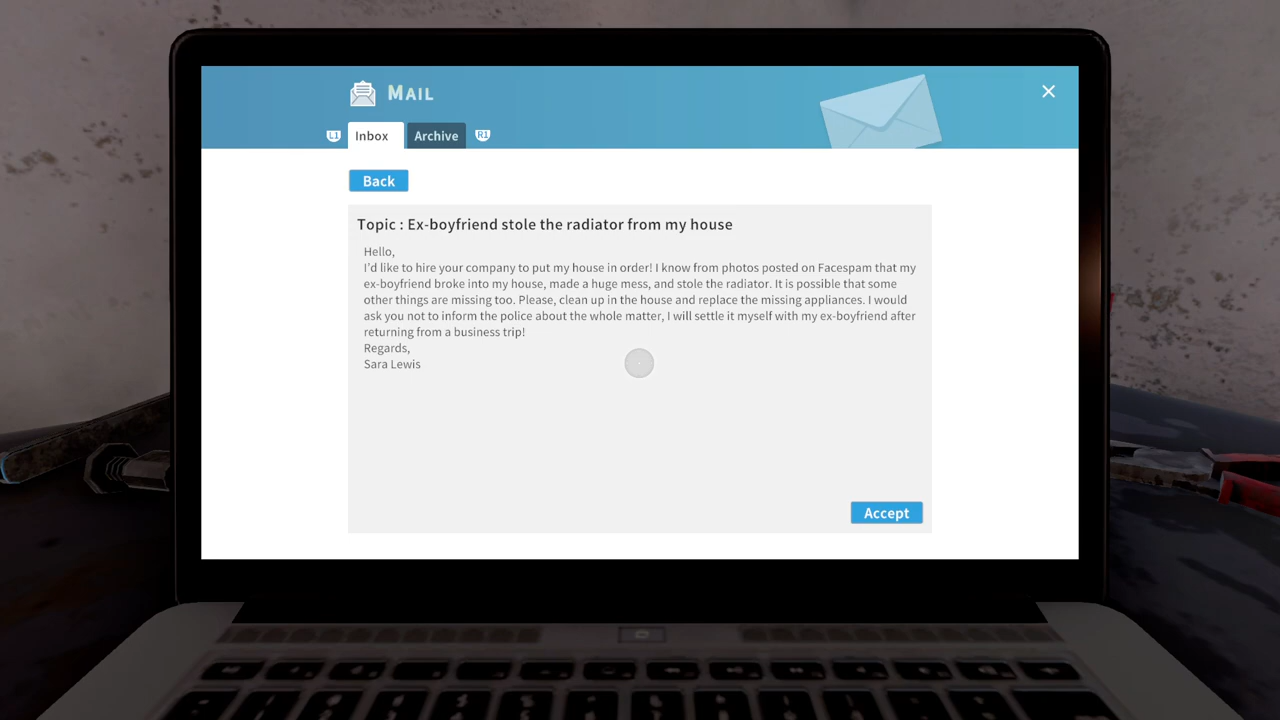 MAIL
L1 Inbox Archive R1
Back
Topic : Ex-boyfriend stole the radiator from my house
Hello,
I'd like to hire your company to put my house in order! I know from photos posted on Facespam that my
ex-boyfriend broke into my house, made a huge mess, and stole the radiator. It is possible that some
other things are missing too. Please, clean up in the house and replace the missing appliances. I would
ask you not to inform the police about the whole matter, I will settle it myself with my ex-boyfriend after
returning from a business trip!
Regards,
Sara Lewis
Accept